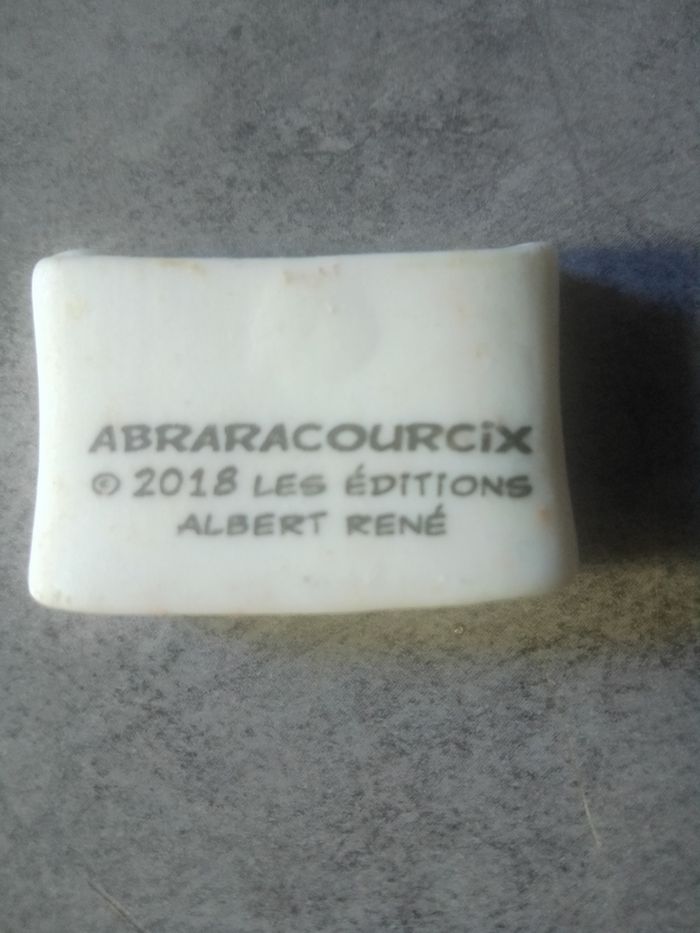 ABRARACOURCiX
© 2018 LES ÉDITIONS
ALBERT RENÉ